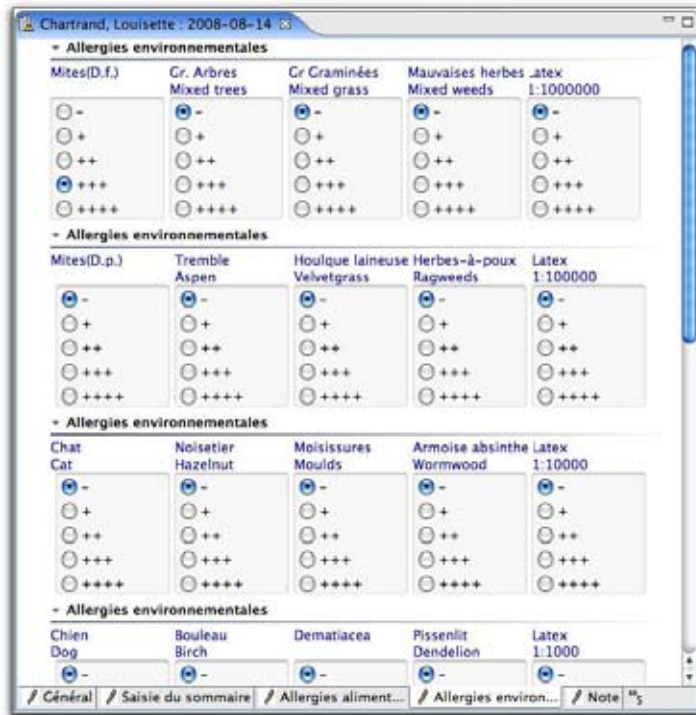 Chartrand, Louisette : 2008-08-14
Allergies environnementales
Mites(D.f.) Gr. Arbres Gr Graminées Mauvaises herbes Latex
Mixed trees Mixed grass Mixed weeds 1:1000000
- - - - -
+ + + + +
++ ++ ++ ++ ++
+++ +++ +++ +++ +++
++++ ++++ ++++ ++++ ++++
Allergies environnementales
Mites(D.p.) Tremble Houlque laineuse Herbes-à-poux Latex
Aspen Velvetgrass Ragweeds 1:100000
- - - - -
+ + + + +
++ ++ ++ ++ ++
+++ +++ +++ +++ +++
++++ ++++ ++++ ++++ ++++
Allergies environnementales
Chat Noisetier Moisissures Armoise absinthe Latex
Cat Hazelnut Moulds Wormwood 1:10000
- - - - -
+ + + + +
++ ++ ++ ++ ++
+++ +++ +++ +++ +++
++++ ++++ ++++ ++++ ++++
Allergies environnementales
Chien Bouleau Dematiacea Pissenlit Latex
Dog Birch Dendelion 1:1000
- - - - -
Général Saisie du sommaire Allergies aliment... Allergies environ... Note "5